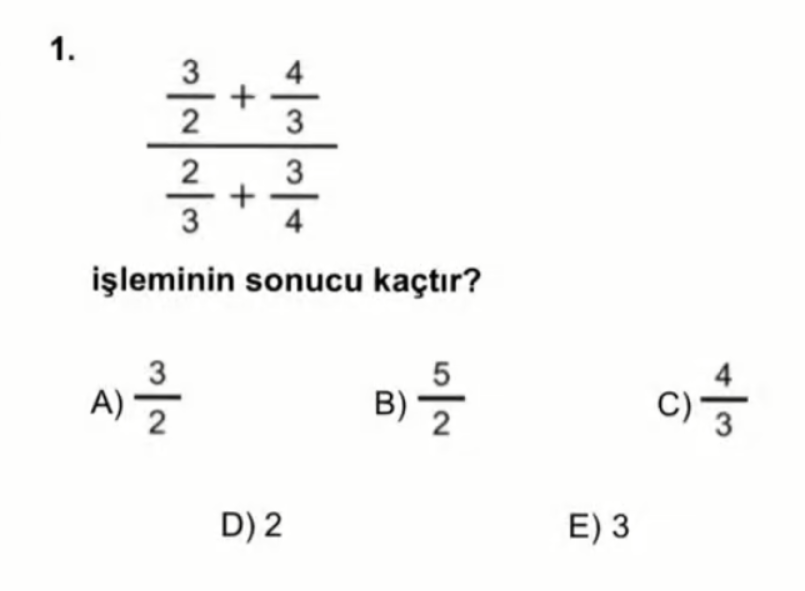 1.
3/2 + 4/3
2/3 + 3/4
işleminin sonucu kaçtır?
A) 3/2 B) 5/2 C) 4/3
D) 2 E) 3